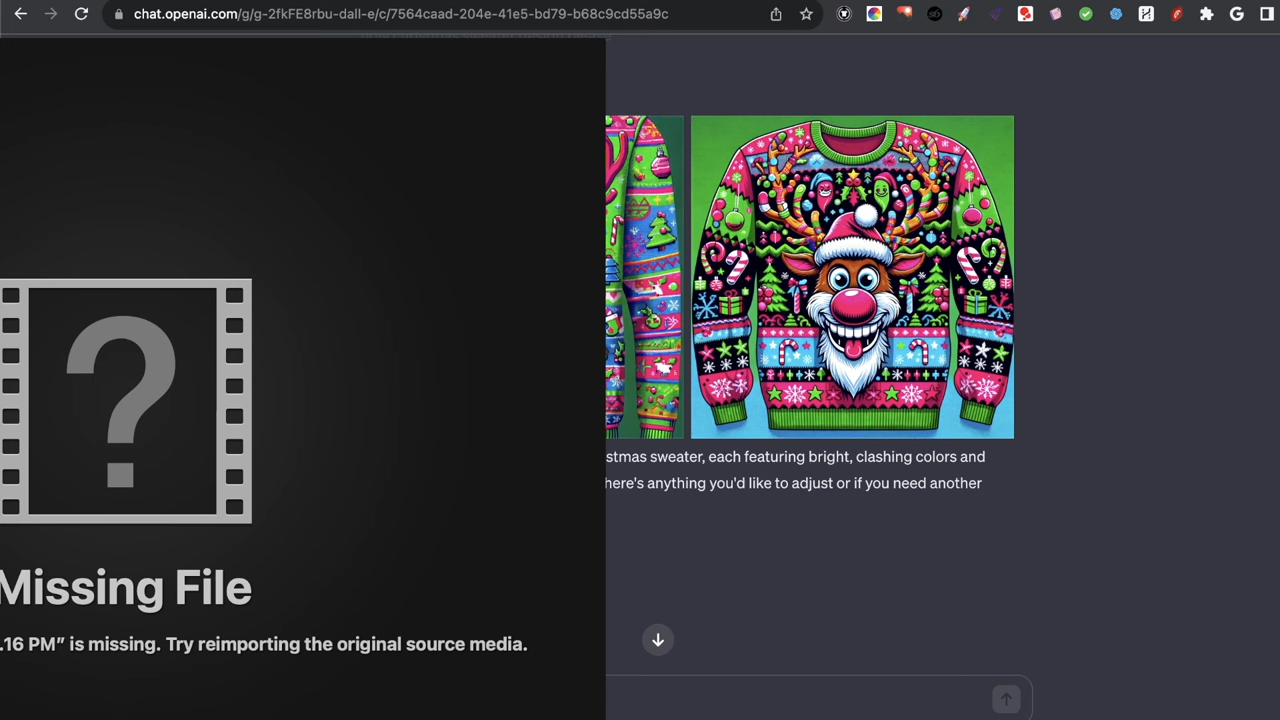 chat.openai.com/g/g-2fkFE8rbu-dall-e/c/7564caad-204e-41e5-bd79-b68c9cd55a9c
stmas sweater, each featuring bright, clashing colors and
here's anything you'd like to adjust or if you need another
?
Missing File
.16 PM” is missing. Try reimporting the original source media.